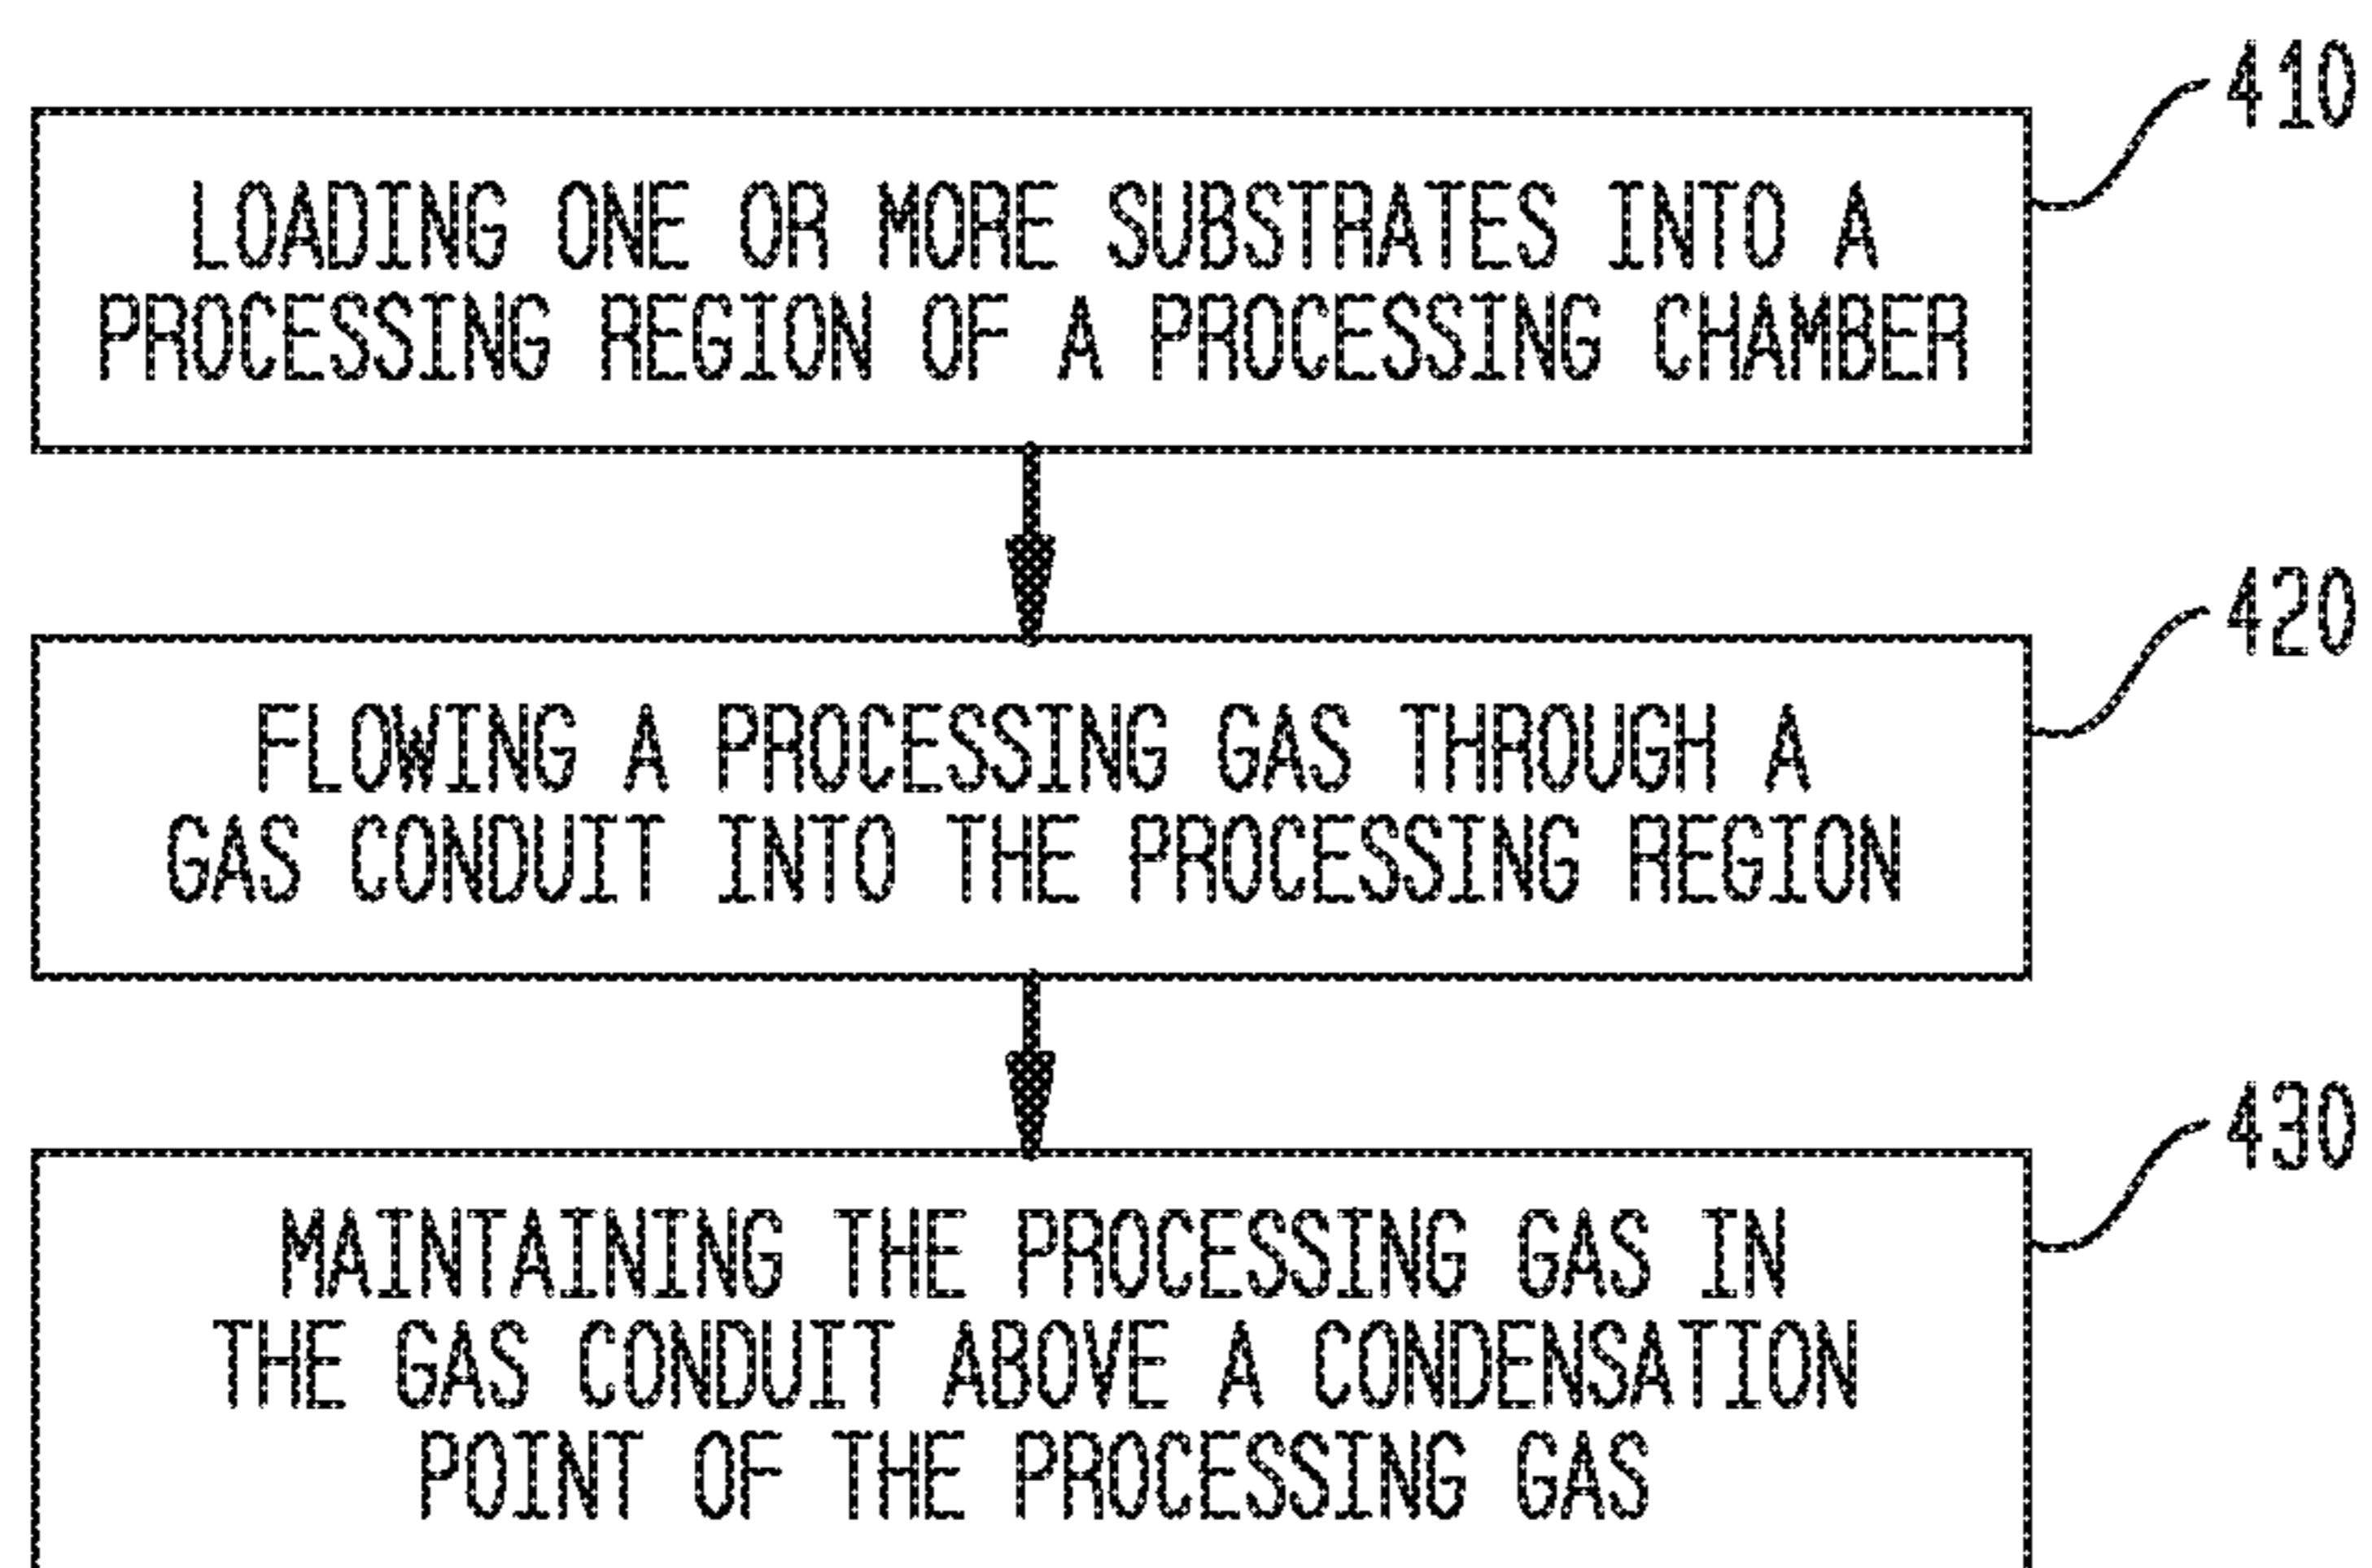 410
LOADING ONE OR MORE SUBSTRATES INTO A
PROCESSING REGION OF A PROCESSING CHAMBER
420
FLOWING A PROCESSING GAS THROUGH A
GAS CONDUIT INTO THE PROCESSING REGION
430
MAINTAINING THE PROCESSING GAS IN
THE GAS CONDUIT ABOVE A CONDENSATION
POINT OF THE PROCESSING GAS